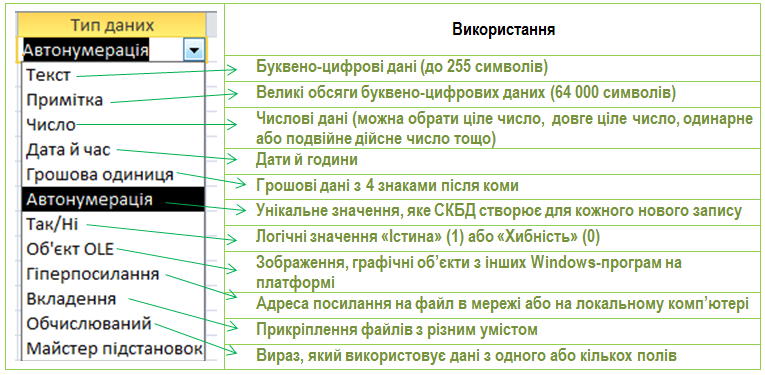 Тип даних
Автонумерація
Текст
Примітка
Число
Дата й час
Грошова одиниця
Автонумерація
Так/Ні
Об'єкт OLE
Гіперпосилання
Вкладення
Обчислюваний
Майстер підстановок
Використання
Буквено-цифрові дані (до 255 символів)
Великі обсяги буквено-цифрових даних (64 000 символів)
Числові дані (можна обрати ціле число, довге ціле число, одинарне
або подвійне дійсне число тощо)
Дати й години
Грошові дані з 4 знаками після коми
Унікальне значення, яке СКБД створює для кожного нового запису
Логічні значення «Істина» (1) або «Хибність» (0)
Зображення, графічні об’єкти з інших Windows-програм на
платформі
Адреса посилання на файл в мережі або на локальному комп’ютері
Прикріплення файлів з різним умістом
Вираз, який використовує дані з одного або кількох полів